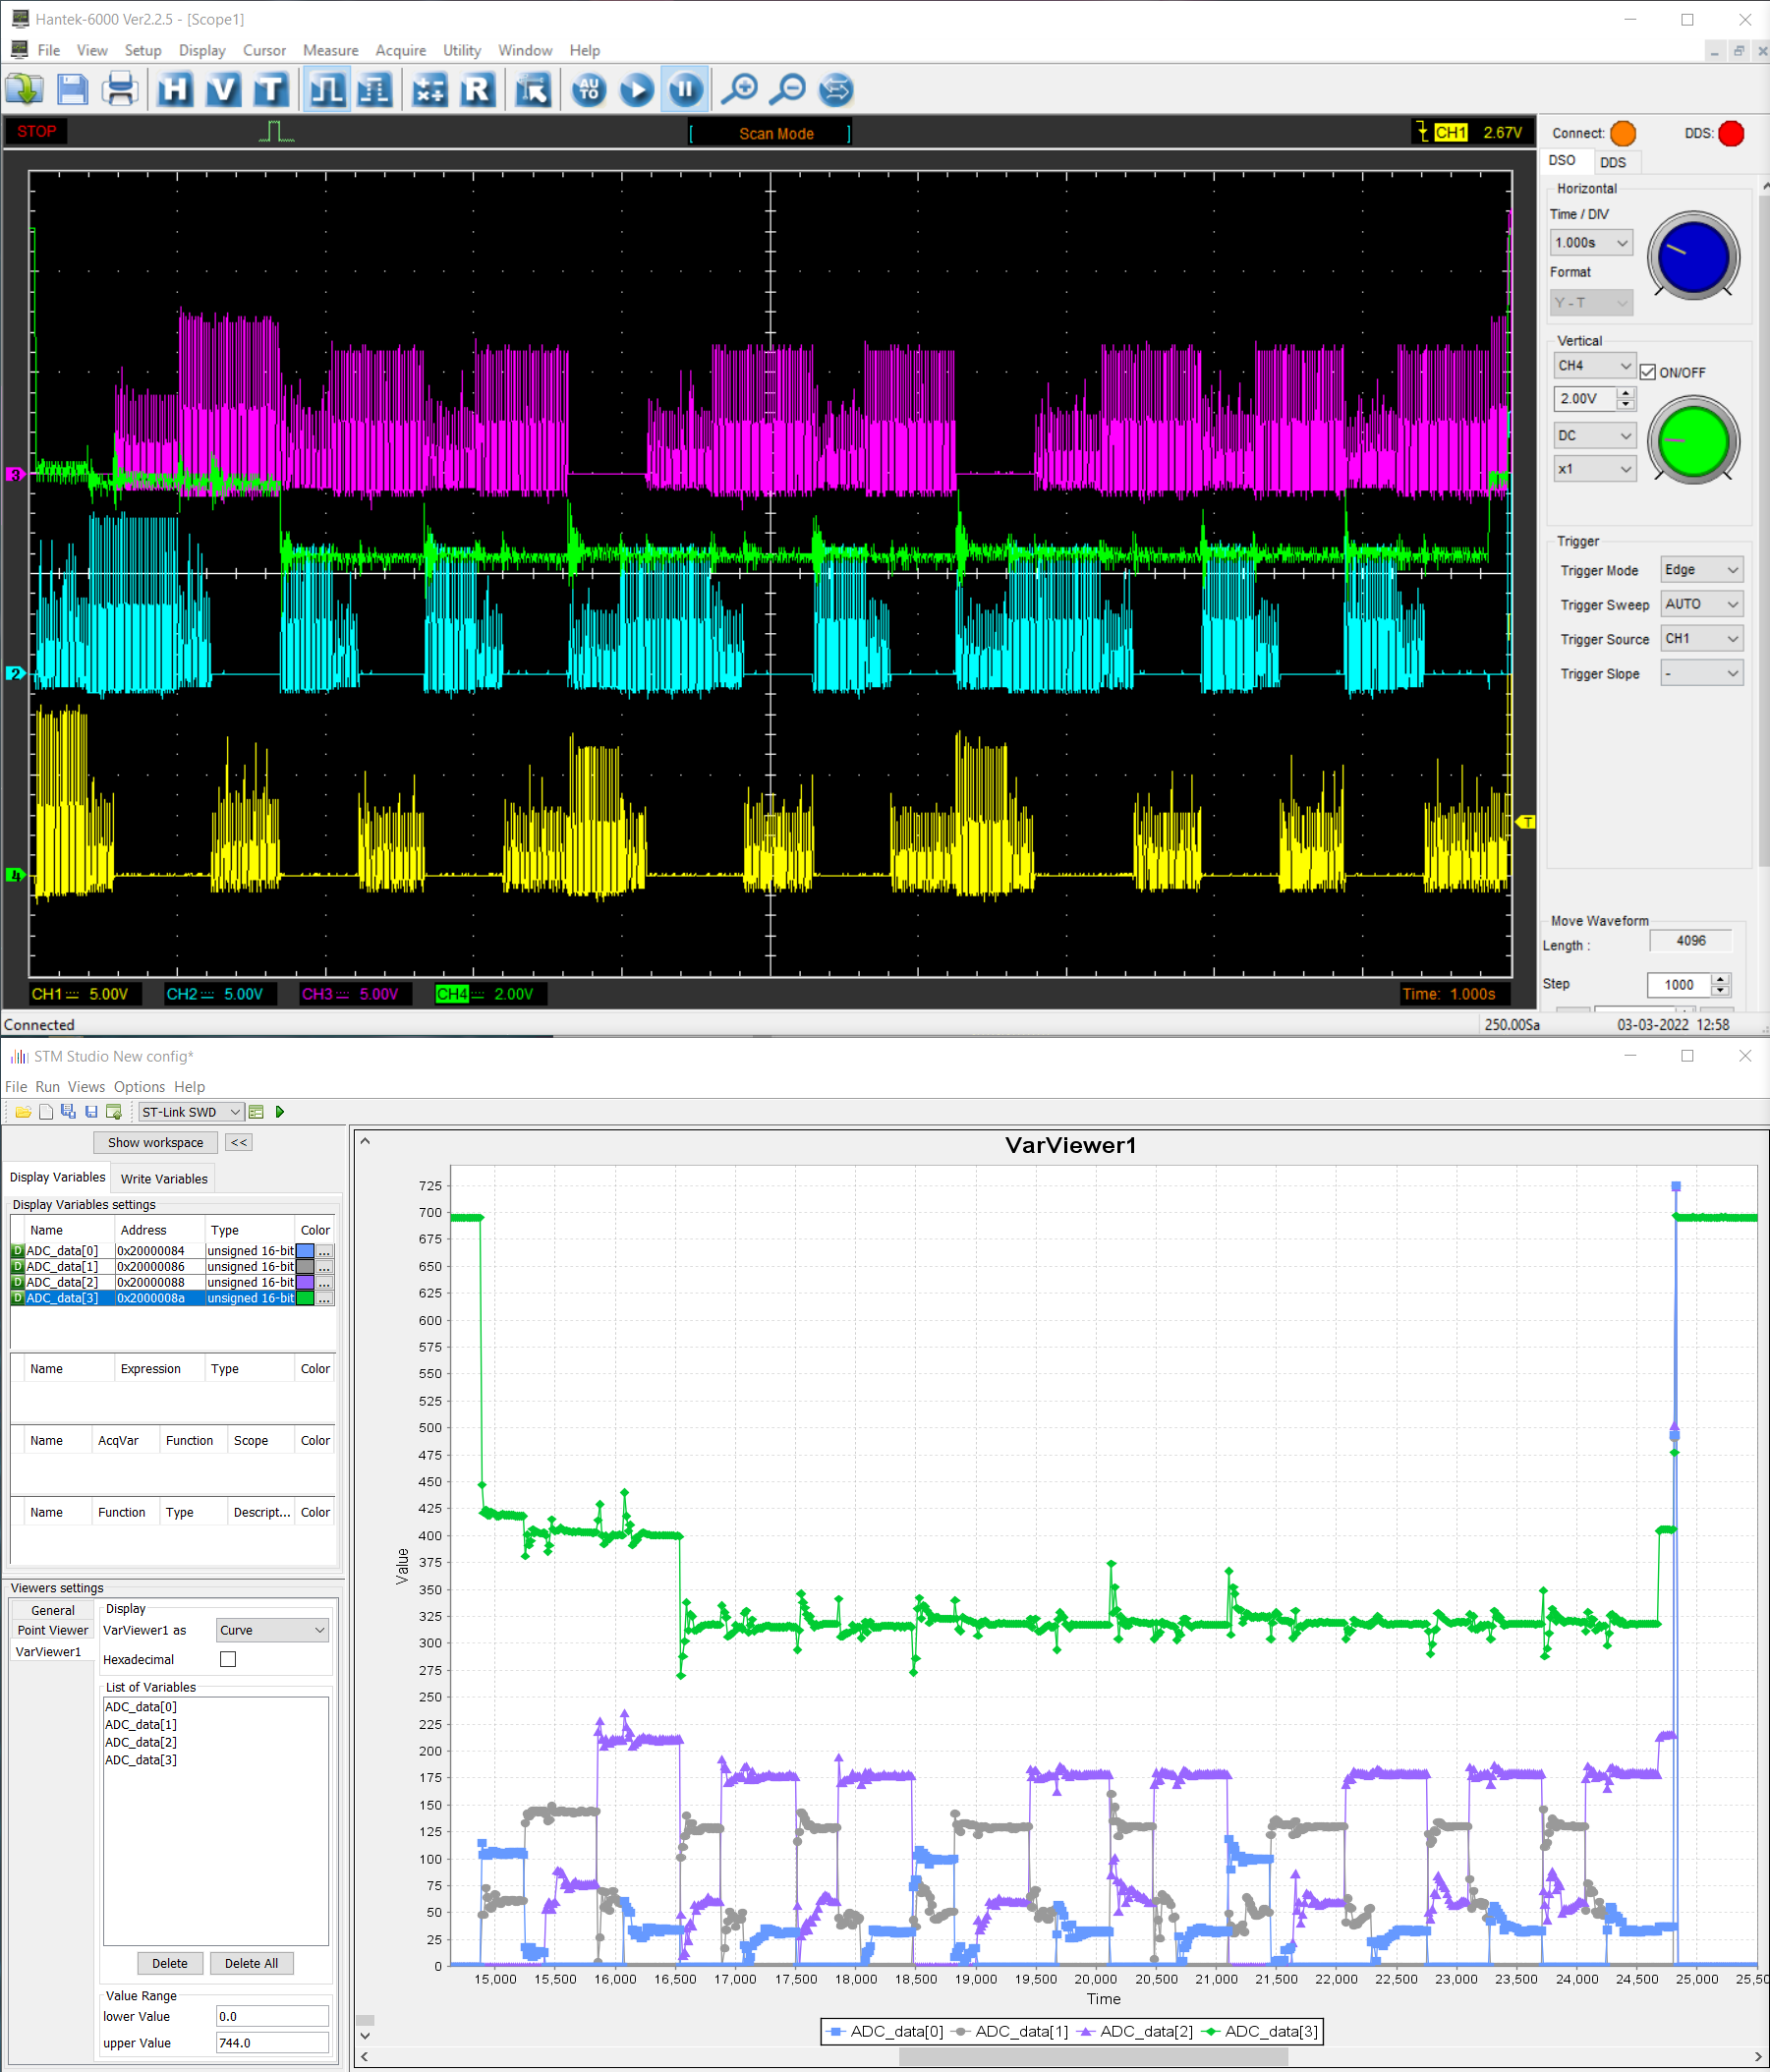 Hantek-6000 Ver2.2.5 - [Scope1]
File View Setup Display Cursor Measure Acquire Utility Window Help
H V T R AUTO
STOP
[ Scan Mode ]
CH1 2.67V
Connect: DDS:
DSO DDS
Horizontal
Time / DIV
1.000s
Format
Y - T
Vertical
CH4 ON/OFF
2.00V
DC
x1
Trigger
Trigger Mode Edge
Trigger Sweep AUTO
Trigger Source CH1
Trigger Slope -
3
2
T
4
Move Waveform
Length : 4096
Step 1000
CH1 5.00V CH2 5.00V CH3 5.00V CH4 2.00V Time: 1.000s
Connected 250.00Sa 03-03-2022 12:58
STM Studio New config*
File Run Views Options Help
ST-Link SWD
Show workspace <<
Display Variables Write Variables
Display Variables settings
Name Address Type Color
D ADC_data[0] 0x20000084 unsigned 16-bit ...
D ADC_data[1] 0x20000086 unsigned 16-bit ...
D ADC_data[2] 0x20000088 unsigned 16-bit ...
D ADC_data[3] 0x2000008a unsigned 16-bit ...
Name Expression Type Color
Name AcqVar Function Scope Color
Name Function Type Descript... Color
Viewers settings
General
Point Viewer
VarViewer1
Display
VarViewer1 as Curve
Hexadecimal
List of Variables
ADC_data[0]
ADC_data[1]
ADC_data[2]
ADC_data[3]
Delete Delete All
Value Range
lower Value 0.0
upper Value 744.0
VarViewer1
725
700
675
650
625
600
575
550
525
500
475
450
425
400
375
350
325
300
275
250
225
200
175
150
125
100
75
50
25
0
Value
15,000 15,500 16,000 16,500 17,000 17,500 18,000 18,500 19,000 19,500 20,000 20,500 21,000 21,500 22,000 22,500 23,000 23,500 24,000 24,500 25,000 25,50
Time
ADC_data[0] ADC_data[1] ADC_data[2] ADC_data[3]